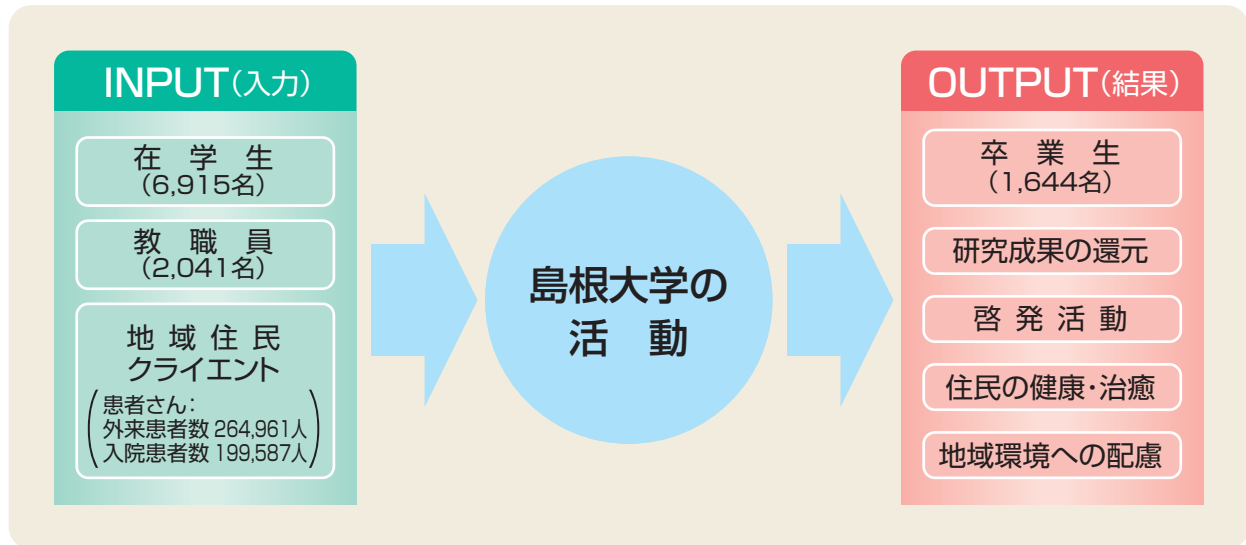 INPUT(入力)
在 学 生
(6,915名)
教 職 員
(2,041名)
地 域 住 民
クライエント
(患者さん:
外来患者数 264,961人
入院患者数 199,587人)
島根大学の
活 動
OUTPUT(結果)
卒 業 生
(1,644名)
研究成果の還元
啓 発 活 動
住民の健康・治癒
地域環境への配慮